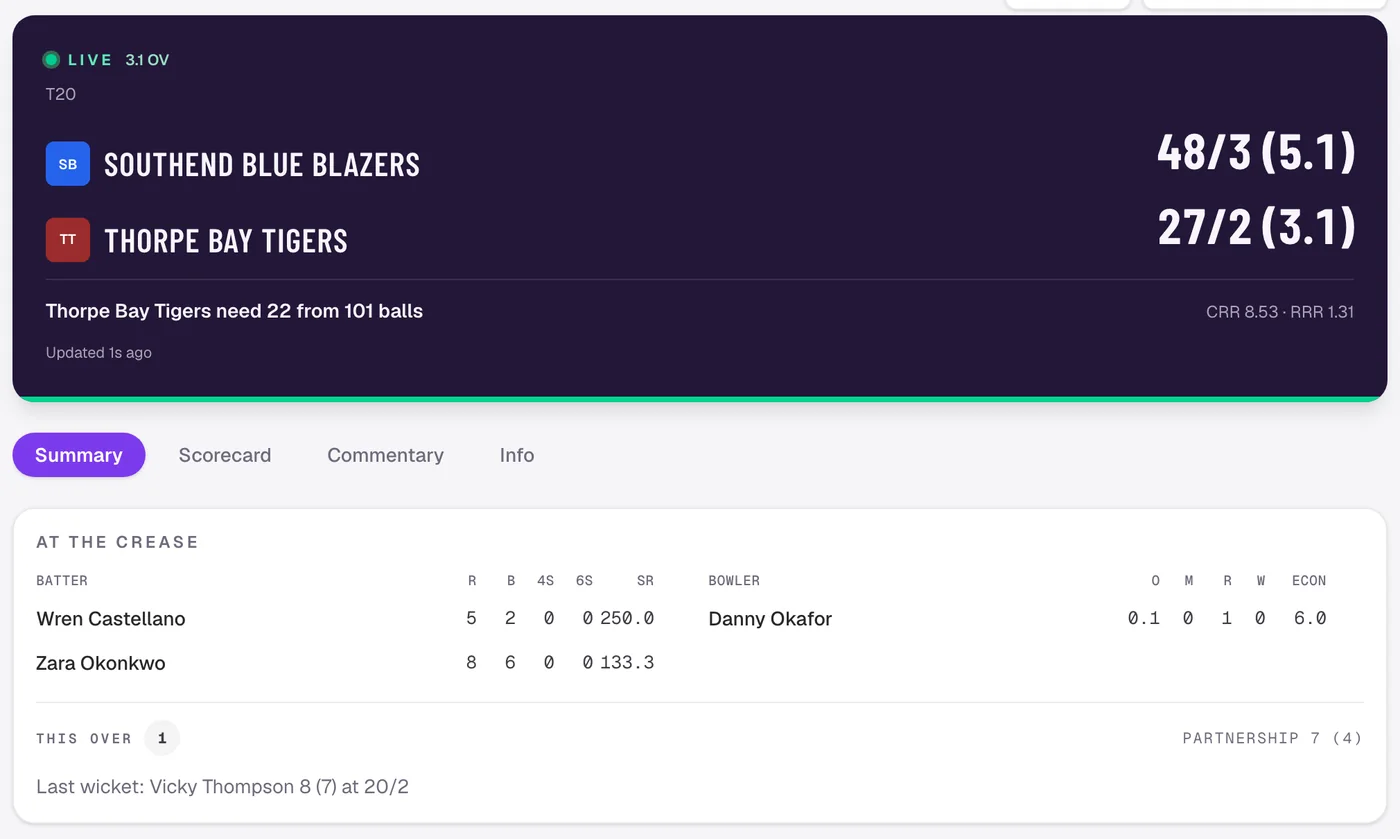 LIVE 3.1 OV
T20
SB SOUTHEND BLUE BLAZERS 48/3 (5.1)
TT THORPE BAY TIGERS 27/2 (3.1)
Thorpe Bay Tigers need 22 from 101 balls CRR 8.53 · RRR 1.31
Updated 1s ago
Summary Scorecard Commentary Info
AT THE CREASE
BATTER R B 4S 6S SR BOWLER O M R W ECON
Wren Castellano 5 2 0 0 250.0 Danny Okafor 0.1 0 1 0 6.0
Zara Okonkwo 8 6 0 0 133.3
THIS OVER 1 PARTNERSHIP 7 (4)
Last wicket: Vicky Thompson 8 (7) at 20/2